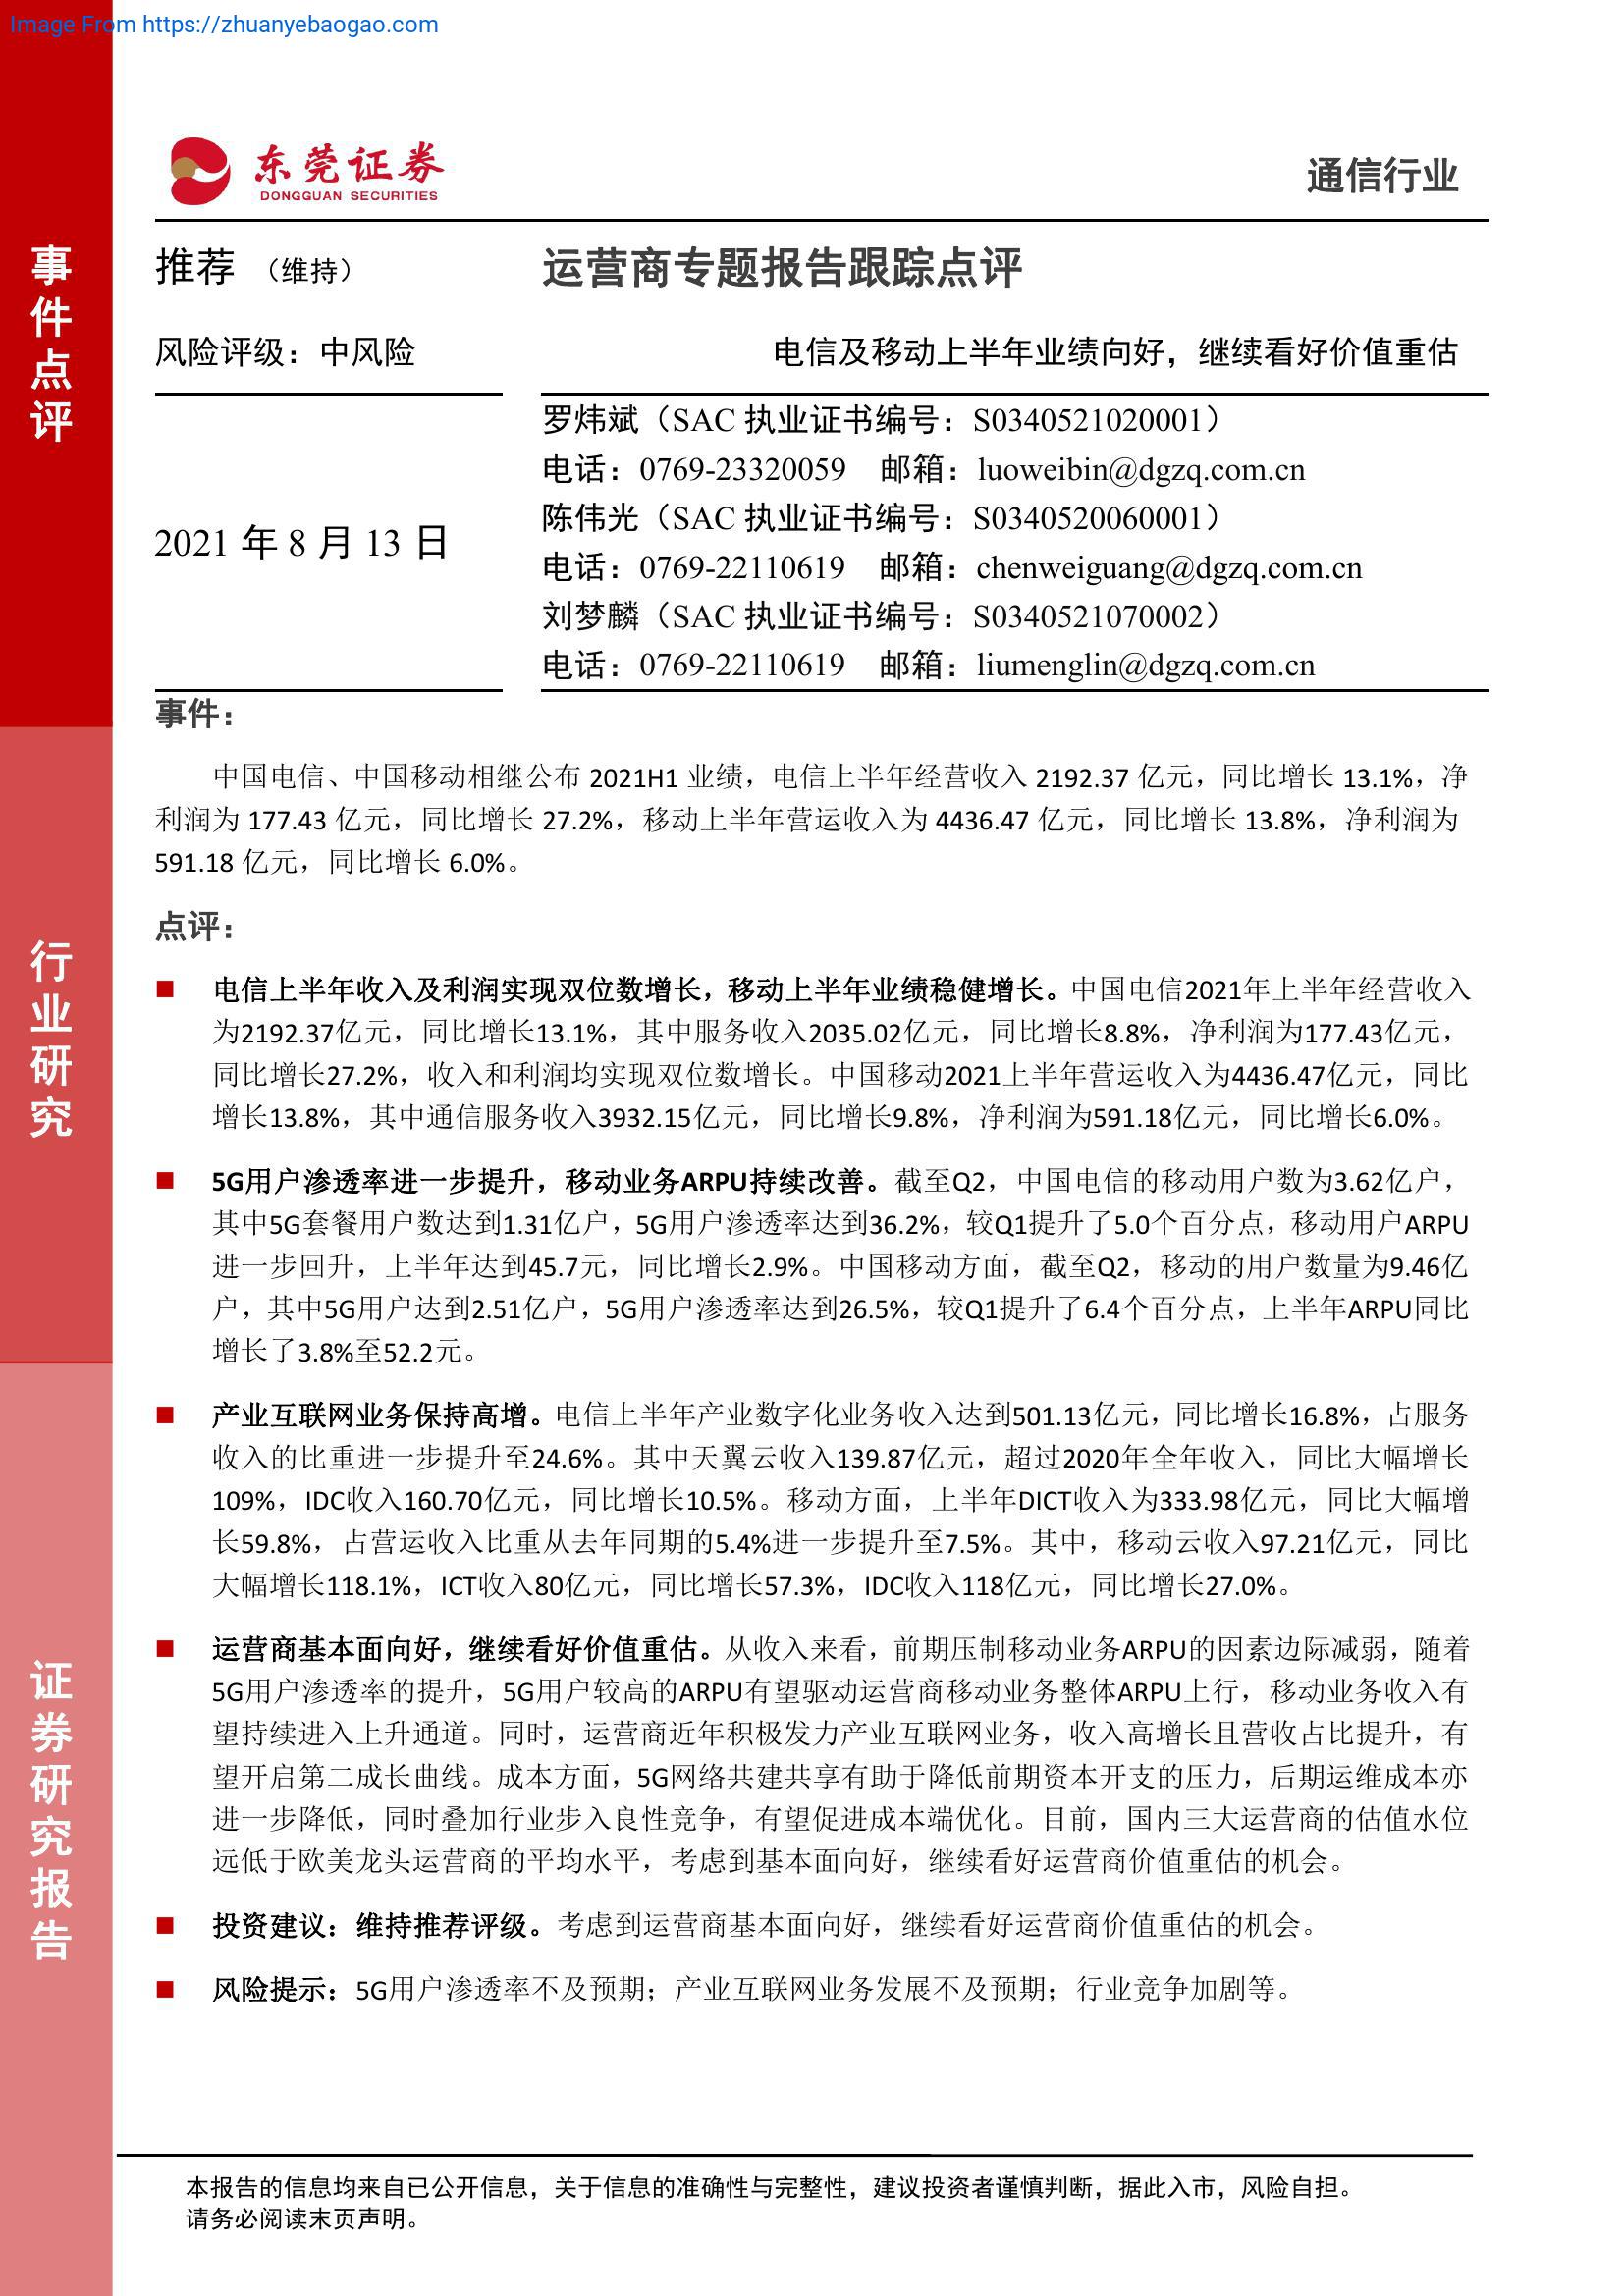 Image From https://zhuanyebaogao.com
东莞证券
DONGGUAN SECURITIES
通信行业
事件点评
行业研究
证券研究报告
推荐 （维持）
运营商专题报告跟踪点评
风险评级：中风险
电信及移动上半年业绩向好，继续看好价值重估
2021 年 8 月 13 日
罗炜斌（SAC 执业证书编号：S0340521020001）
电话：0769-23320059 邮箱：luoweibin@dgzq.com.cn
陈伟光（SAC 执业证书编号：S0340520060001）
电话：0769-22110619 邮箱：chenweiguang@dgzq.com.cn
刘梦麟（SAC 执业证书编号：S0340521070002）
电话：0769-22110619 邮箱：liumenglin@dgzq.com.cn
事件：
中国电信、中国移动相继公布 2021H1 业绩，电信上半年经营收入 2192.37 亿元，同比增长 13.1%，净
利润为 177.43 亿元，同比增长 27.2%，移动上半年营运收入为 4436.47 亿元，同比增长 13.8%，净利润为
591.18 亿元，同比增长 6.0%。
点评：
■ 电信上半年收入及利润实现双位数增长，移动上半年业绩稳健增长。中国电信2021年上半年经营收入
为2192.37亿元，同比增长13.1%，其中服务收入2035.02亿元，同比增长8.8%，净利润为177.43亿元，
同比增长27.2%，收入和利润均实现双位数增长。中国移动2021上半年营运收入为4436.47亿元，同比
增长13.8%，其中通信服务收入3932.15亿元，同比增长9.8%，净利润为591.18亿元，同比增长6.0%。
■ 5G用户渗透率进一步提升，移动业务ARPU持续改善。截至Q2，中国电信的移动用户数为3.62亿户，
其中5G套餐用户数达到1.31亿户，5G用户渗透率达到36.2%，较Q1提升了5.0个百分点，移动用户ARPU
进一步回升，上半年达到45.7元，同比增长2.9%。中国移动方面，截至Q2，移动的用户数量为9.46亿
户，其中5G用户达到2.51亿户，5G用户渗透率达到26.5%，较Q1提升了6.4个百分点，上半年ARPU同比
增长了3.8%至52.2元。
■ 产业互联网业务保持高增。电信上半年产业数字化业务收入达到501.13亿元，同比增长16.8%，占服务
收入的比重进一步提升至24.6%。其中天翼云收入139.87亿元，超过2020年全年收入，同比大幅增长
109%，IDC收入160.70亿元，同比增长10.5%。移动方面，上半年DICT收入为333.98亿元，同比大幅增
长59.8%，占营运收入比重从去年同期的5.4%进一步提升至7.5%。其中，移动云收入97.21亿元，同比
大幅增长118.1%，ICT收入80亿元，同比增长57.3%，IDC收入118亿元，同比增长27.0%。
■ 运营商基本面向好，继续看好价值重估。从收入来看，前期压制移动业务ARPU的因素边际减弱，随着
5G用户渗透率的提升，5G用户较高的ARPU有望驱动运营商移动业务整体ARPU上行，移动业务收入有
望持续进入上升通道。同时，运营商近年积极发力产业互联网业务，收入高增长且营收占比提升，有
望开启第二成长曲线。成本方面，5G网络共建共享有助于降低前期资本开支的压力，后期运维成本亦
进一步降低，同时叠加行业步入良性竞争，有望促进成本端优化。目前，国内三大运营商的估值水位
远低于欧美龙头运营商的平均水平，考虑到基本面向好，继续看好运营商价值重估的机会。
■ 投资建议：维持推荐评级。考虑到运营商基本面向好，继续看好运营商价值重估的机会。
■ 风险提示：5G用户渗透率不及预期；产业互联网业务发展不及预期；行业竞争加剧等。
本报告的信息均来自已公开信息，关于信息的准确性与完整性，建议投资者谨慎判断，据此入市，风险自担。
请务必阅读末页声明。